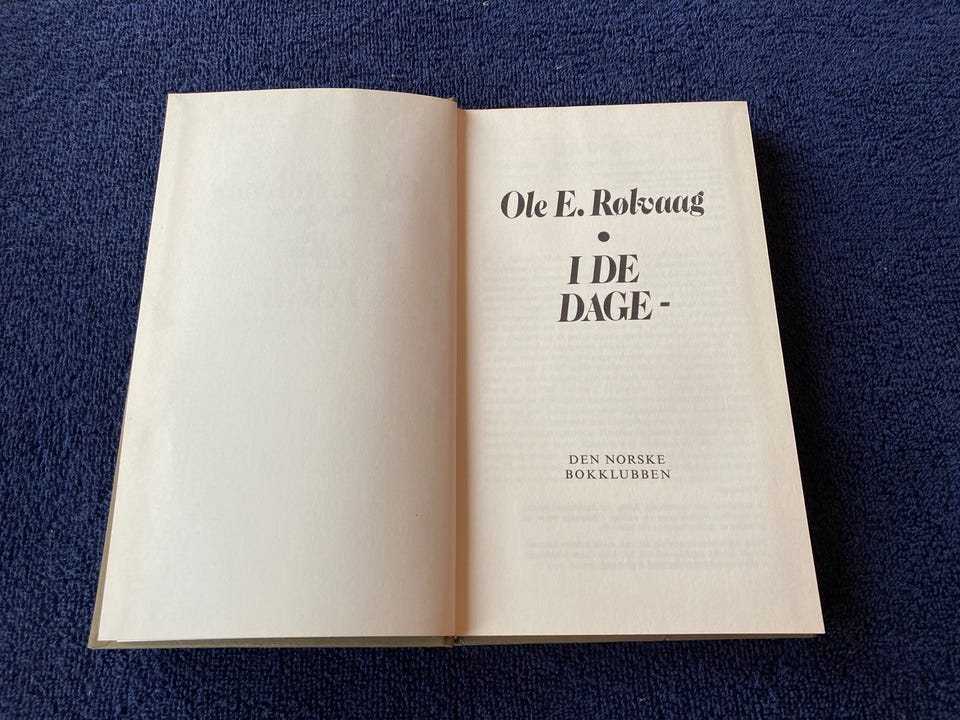 Ole E. Rølvaag
•
I DE
DAGE -
DEN NORSKE
BOKKLUBBEN